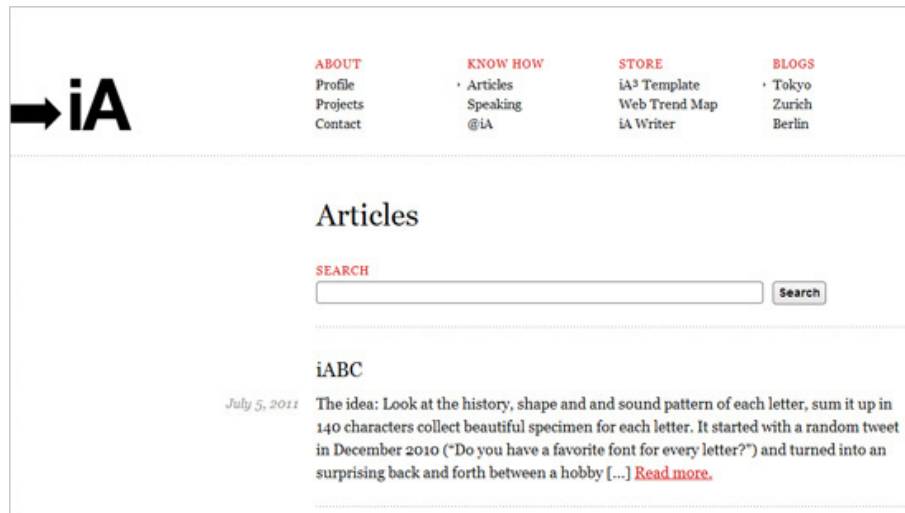 iA
ABOUT
Profile
Projects
Contact
KNOW HOW
Articles
Speaking
@iA
STORE
iA³ Template
Web Trend Map
iA Writer
BLOGS
Tokyo
Zurich
Berlin
Articles
SEARCH
Search
iABC
July 5, 2011
The idea: Look at the history, shape and and sound pattern of each letter, sum it up in
140 characters collect beautiful specimen for each letter. It started with a random tweet
in December 2010 (“Do you have a favorite font for every letter?”) and turned into an
surprising back and forth between a hobby [...] Read more.